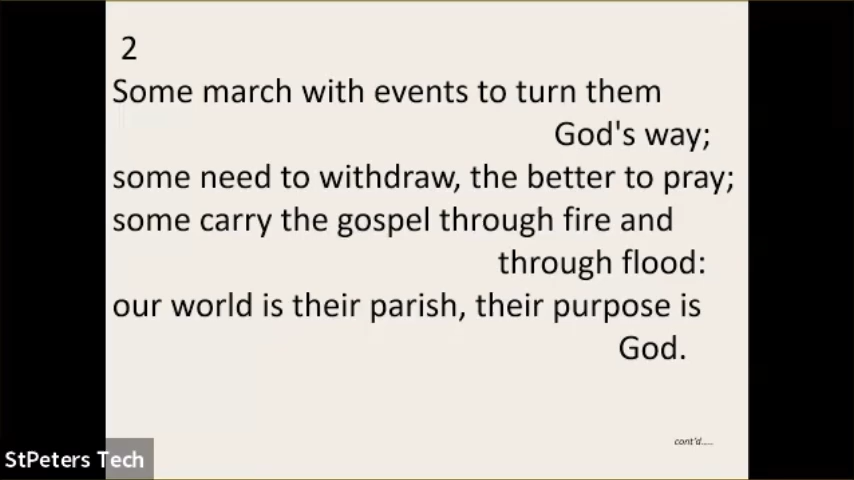 2
Some march with events to turn them
God's way;
some need to withdraw, the better to pray;
some carry the gospel through fire and
through flood:
our world is their parish, their purpose is
God.
cont'd.....
StPeters Tech